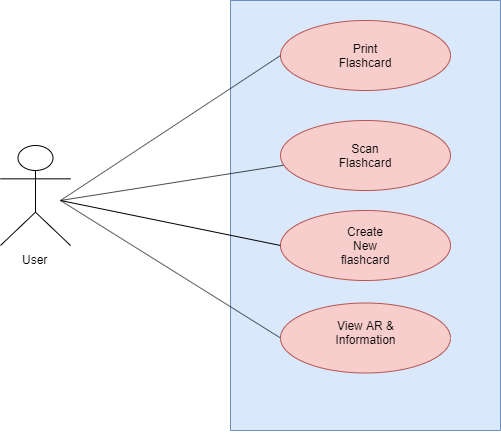 Print
Flashcard
Scan
Flashcard
Create
New
flashcard
User
View AR &
Information